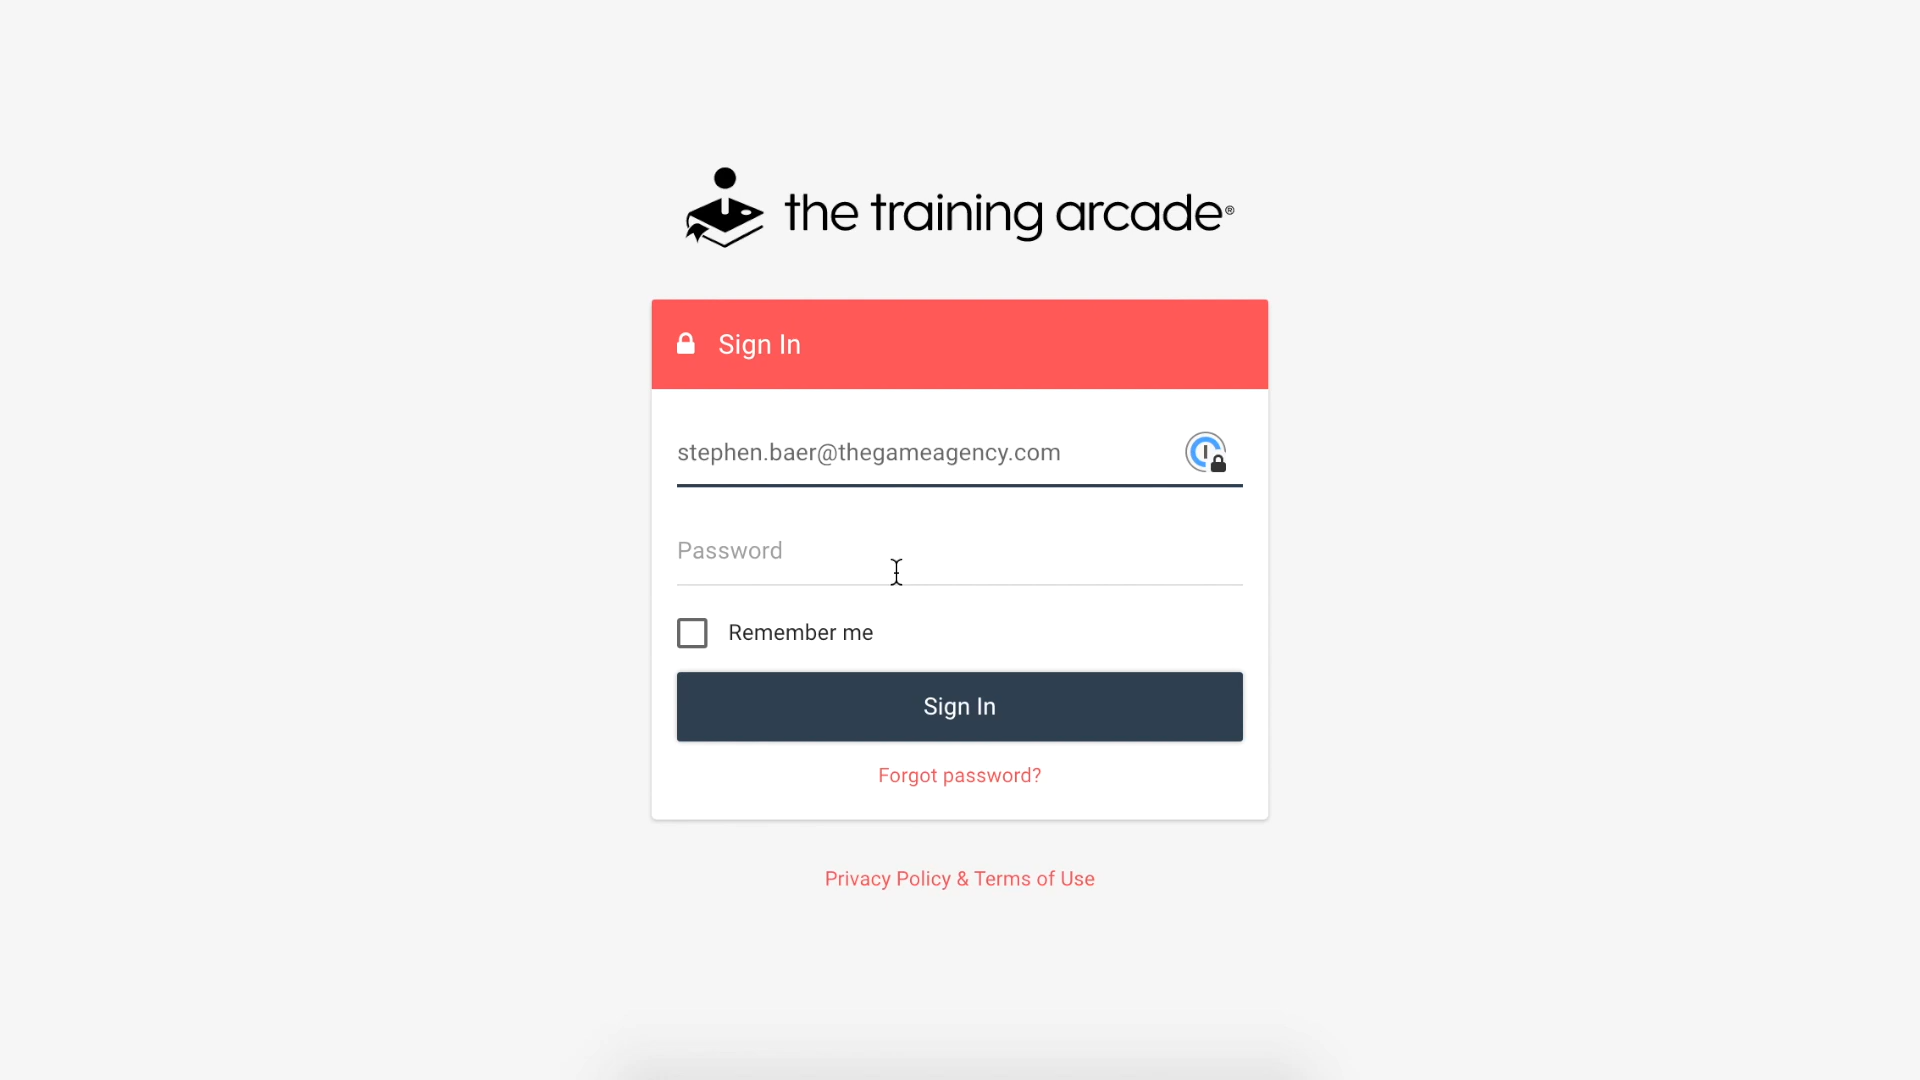 the training arcade®
Sign In
stephen.baer@thegameagency.com
Password
Remember me
Sign In
Forgot password?
Privacy Policy & Terms of Use